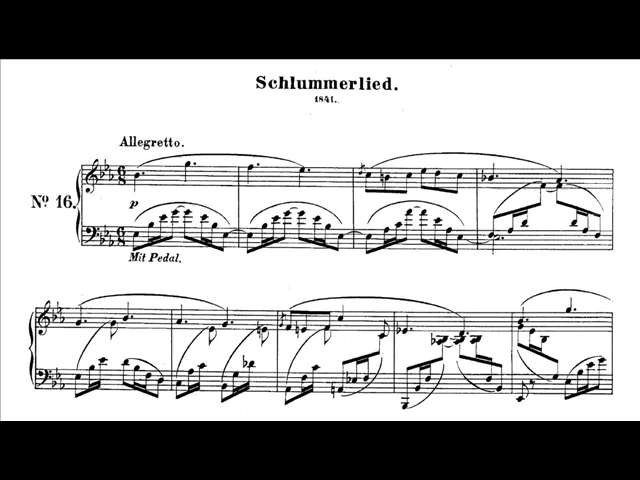 Schlummerlied.
1841.
Allegretto.
Nº 16.
p
Mit Pedal.